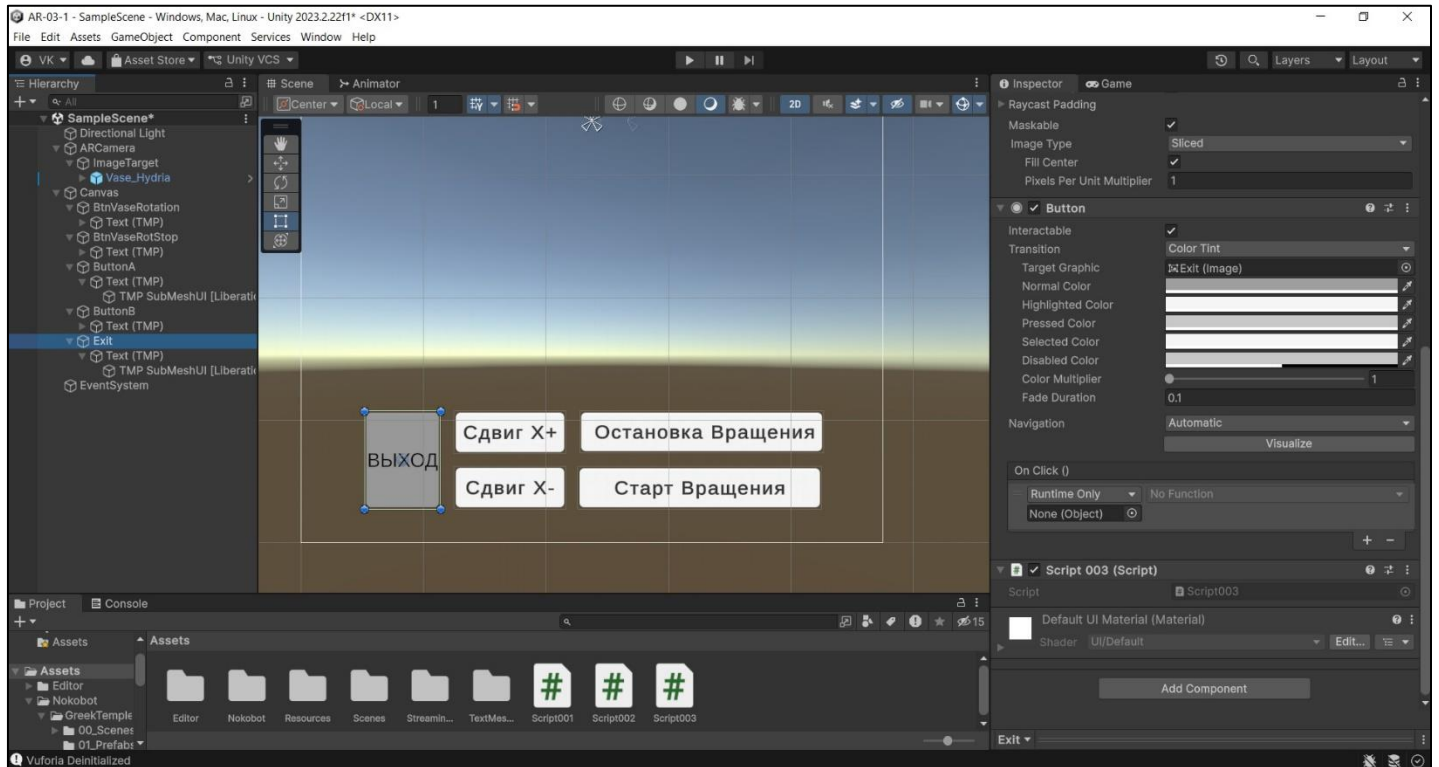 AR-03-1 - SampleScene - Windows, Mac, Linux - Unity 2023.2.22f1* <DX11>
File Edit Assets GameObject Component Services Window Help
VK Asset Store Unity VCS Layers Layout
Hierarchy
All
SampleScene*
Directional Light
ARCamera
ImageTarget
Vase_Hydria
Canvas
BtnVaseRotation
Text (TMP)
BtnVaseRotStop
Text (TMP)
ButtonA
Text (TMP)
TMP SubMeshUI [Liberati
ButtonB
Text (TMP)
Exit
Text (TMP)
TMP SubMeshUI [Liberati
EventSystem
Scene Animator
Center Local 1 2D
ВЫХОД
Сдвиг X+ Остановка Вращения
Сдвиг X- Старт Вращения
Inspector Game
Raycast Padding
Maskable
Image Type Sliced
Fill Center
Pixels Per Unit Multiplier 1
Button
Interactable
Transition Color Tint
Target Graphic Exit (Image)
Normal Color
Highlighted Color
Pressed Color
Selected Color
Disabled Color
Color Multiplier 1
Fade Duration 0.1
Navigation Automatic
Visualize
On Click ()
Runtime Only No Function
None (Object)
+ -
Script 003 (Script)
Script Script003
Default UI Material (Material)
Shader UI/Default Edit...
Add Component
Exit
Project Console
15
Assets
Assets
Editor
Nokobot
GreekTemple
00_Scenes
01_Prefabs
Assets
Editor Nokobot Resources Scenes Streamin... TextMes... Script001 Script002 Script003
Vuforia Deinitialized